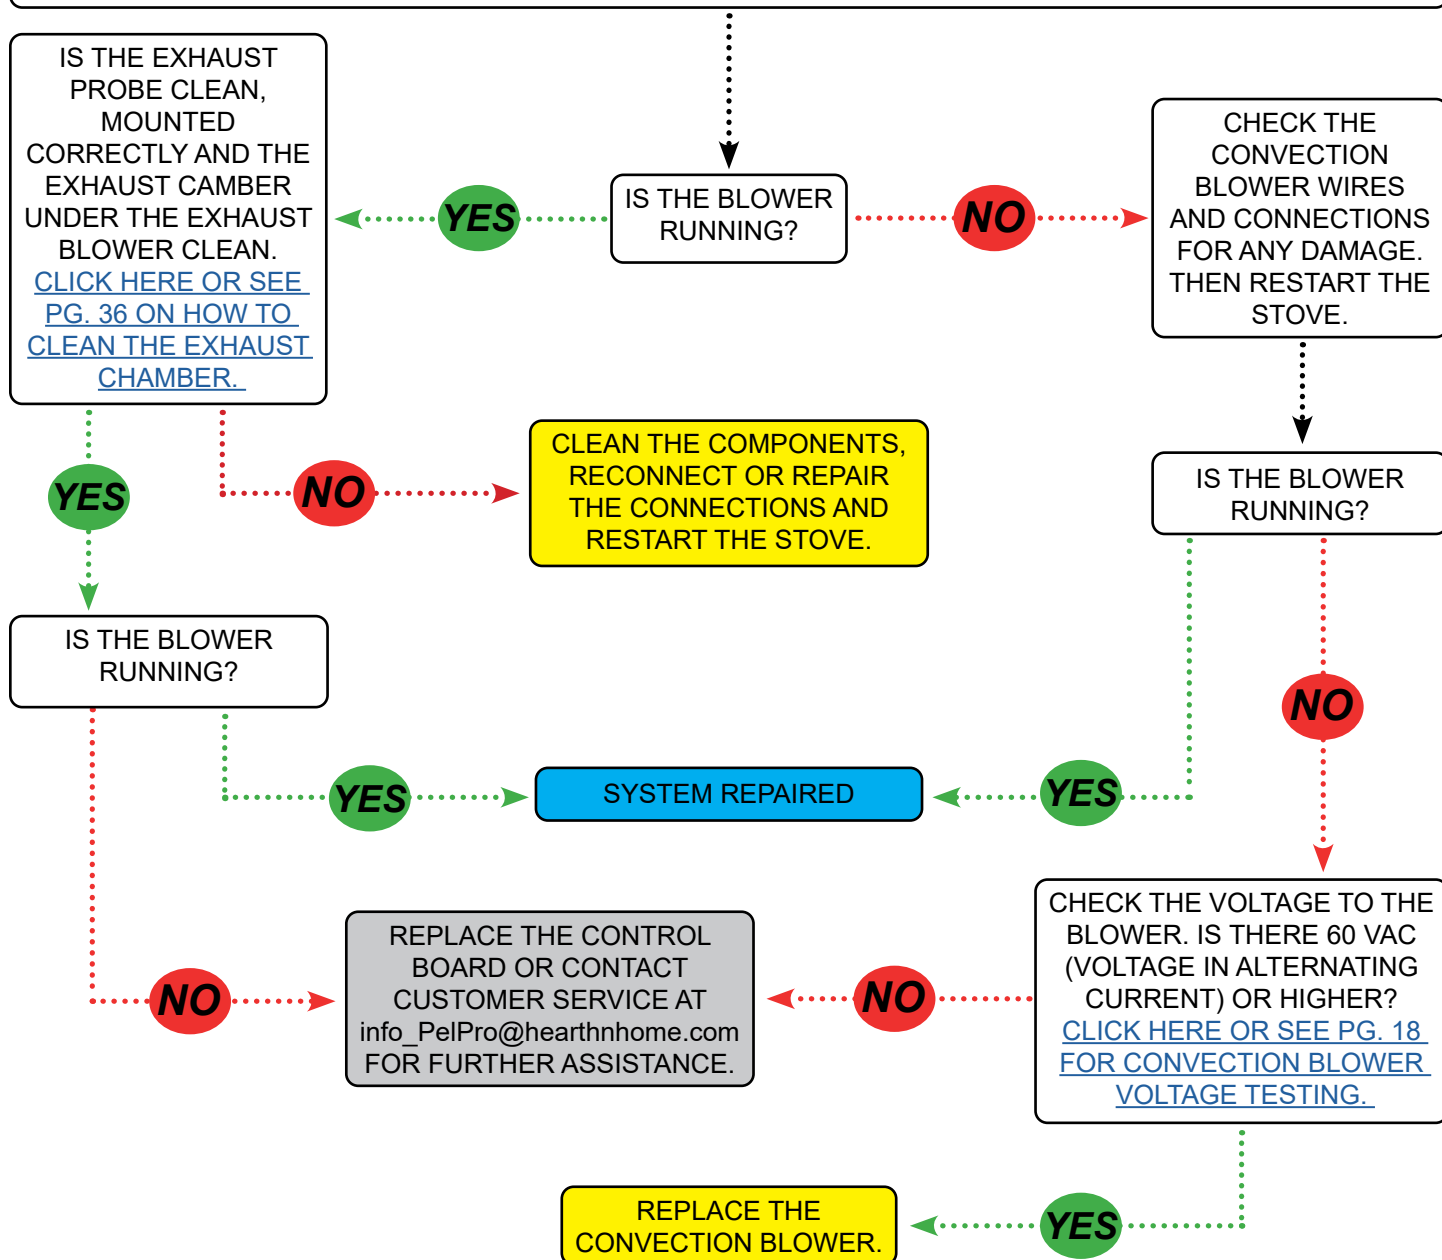 IS THE EXHAUST
PROBE CLEAN,
MOUNTED
CORRECTLY AND THE
EXHAUST CAMBER
UNDER THE EXHAUST
BLOWER CLEAN.
CLICK HERE OR SEE
PG. 36 ON HOW TO
CLEAN THE EXHAUST
CHAMBER.
YES
IS THE BLOWER
RUNNING?
NO
CHECK THE
CONVECTION
BLOWER WIRES
AND CONNECTIONS
FOR ANY DAMAGE.
THEN RESTART THE
STOVE.
YES
NO
CLEAN THE COMPONENTS,
RECONNECT OR REPAIR
THE CONNECTIONS AND
RESTART THE STOVE.
IS THE BLOWER
RUNNING?
IS THE BLOWER
RUNNING?
NO
YES
SYSTEM REPAIRED
YES
NO
REPLACE THE CONTROL
BOARD OR CONTACT
CUSTOMER SERVICE AT
info_PelPro@hearthnhome.com
FOR FURTHER ASSISTANCE.
NO
CHECK THE VOLTAGE TO THE
BLOWER. IS THERE 60 VAC
(VOLTAGE IN ALTERNATING
CURRENT) OR HIGHER?
CLICK HERE OR SEE PG. 18
FOR CONVECTION BLOWER
VOLTAGE TESTING.
REPLACE THE
CONVECTION BLOWER.
YES